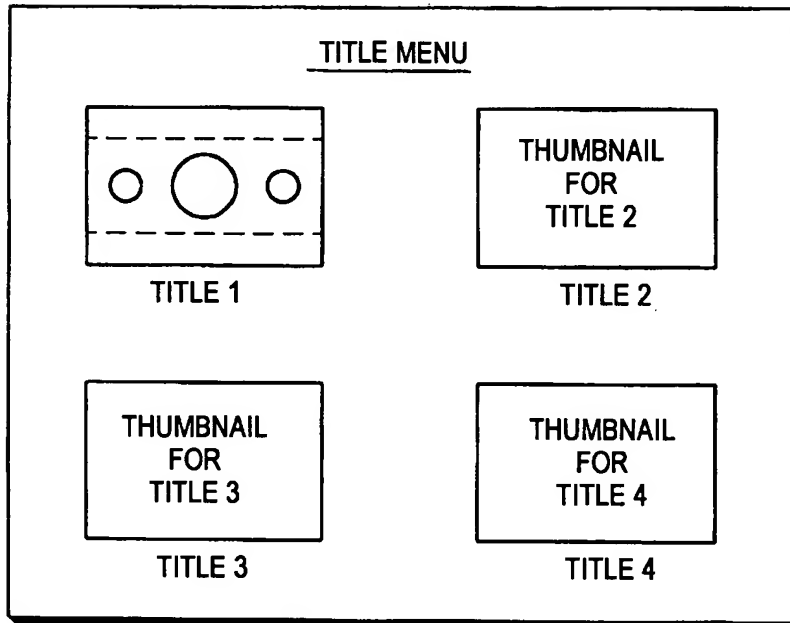 TITLE MENU
TITLE 1
THUMBNAIL
FOR
TITLE 2
TITLE 2
THUMBNAIL
FOR
TITLE 3
TITLE 3
THUMBNAIL
FOR
TITLE 4
TITLE 4